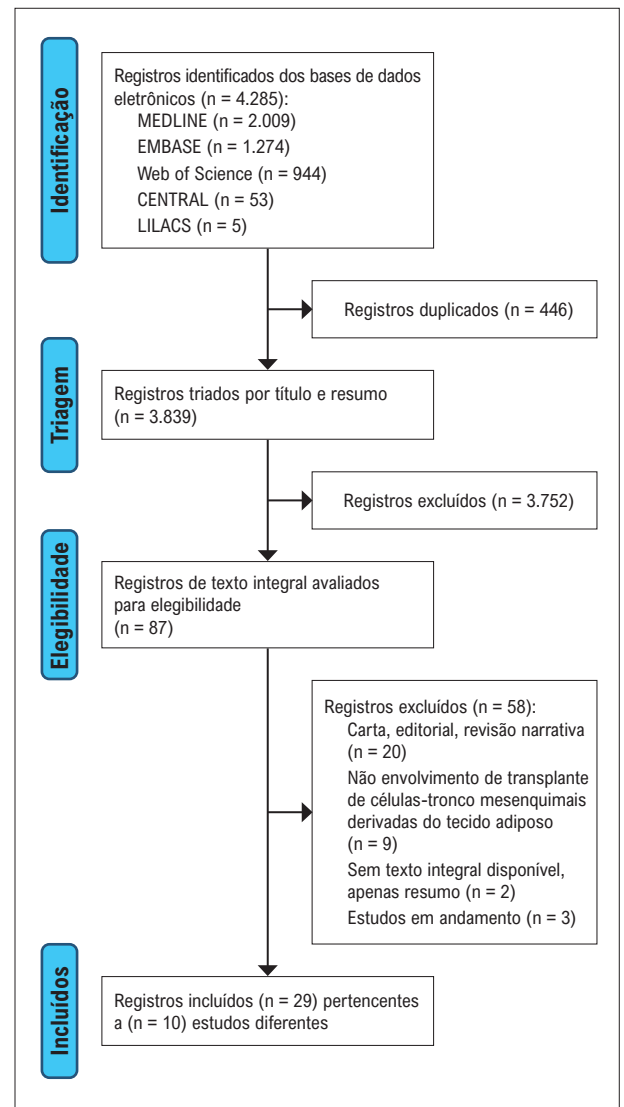 Identificação
Registros identificados dos bases de dados
eletrônicos (n = 4.285):
MEDLINE (n = 2.009)
EMBASE (n = 1.274)
Web of Science (n = 944)
CENTRAL (n = 53)
LILACS (n = 5)
Registros duplicados (n = 446)
Triagem
Registros triados por título e resumo
(n = 3.839)
Registros excluídos (n = 3.752)
Elegibilidade
Registros de texto integral avaliados
para elegibilidade
(n = 87)
Registros excluídos (n = 58):
Carta, editorial, revisão narrativa
(n = 20)
Não envolvimento de transplante
de células-tronco mesenquimais
derivadas do tecido adiposo
(n = 9)
Sem texto integral disponível,
apenas resumo (n = 2)
Estudos em andamento (n = 3)
Incluídos
Registros incluídos (n = 29) pertencentes
a (n = 10) estudos diferentes